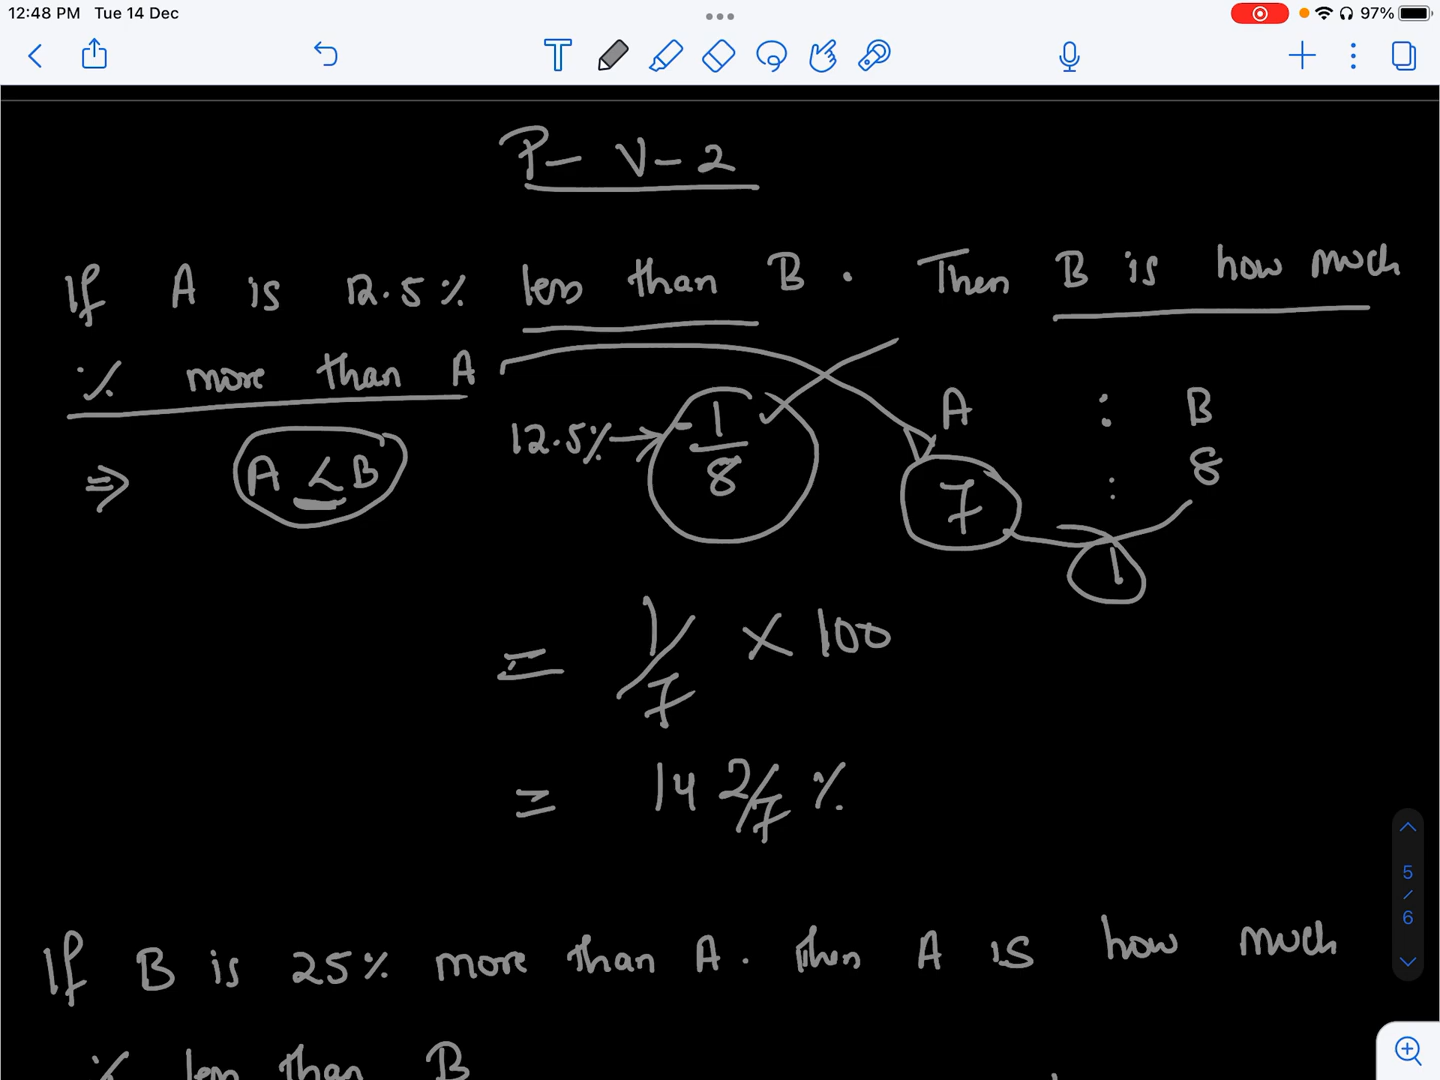 12:48 PM Tue 14 Dec
97%
P- V-2
If A is 12.5% less than B. Then B is how much
% more than A
A : B
12.5% → 1/8
7 : 8
⇒ A < B
1
= 1/7 × 100
= 14 2/7 %
5 / 6
If B is 25% more than A. Then A is how much
% less than B